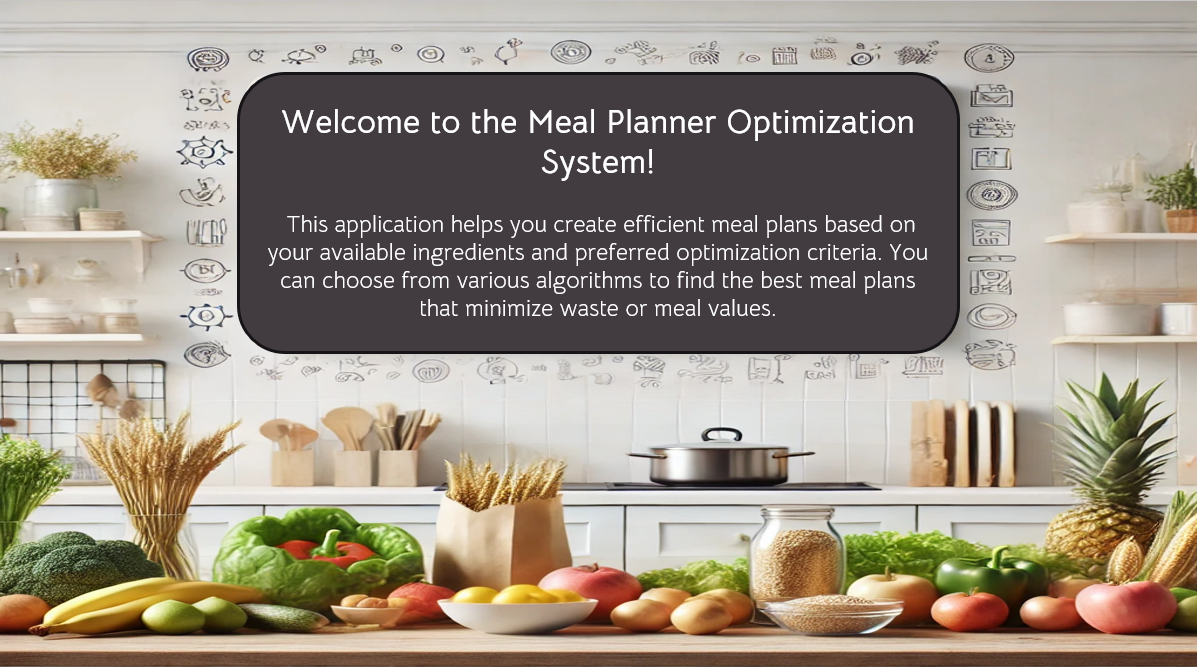 Welcome to the Meal Planner Optimization
System!
This application helps you create efficient meal plans based on
your available ingredients and preferred optimization criteria. You
can choose from various algorithms to find the best meal plans
that minimize waste or meal values.